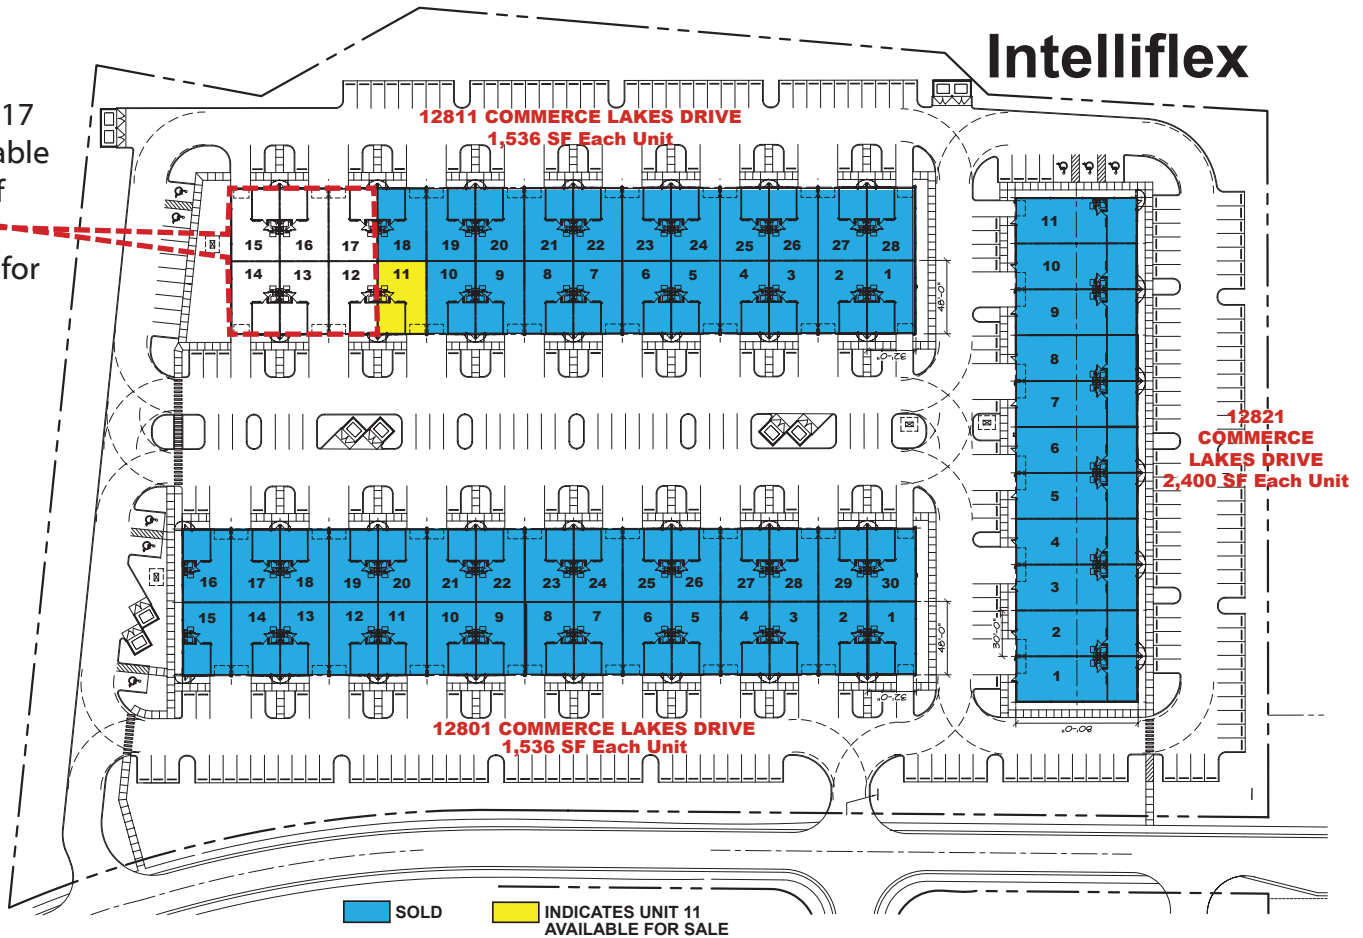 Intelliflex
17
able
f
for
12811 COMMERCE LAKES DRIVE
1,536 SF Each Unit
15 16 17 18 19 20 21 22 23 24 25 26 27 28
14 13 12 11 10 9 8 7 6 5 4 3 2 1
48'-0"
32'-0"
11
10
9
8
7
6
5
4
3
2
1
30'-0"
80'-0"
12821
COMMERCE
LAKES DRIVE
2,400 SF Each Unit
16 17 18 19 20 21 22 23 24 25 26 27 28 29 30
15 14 13 12 11 10 9 8 7 6 5 4 3 2 1
48'-0"
32'-0"
12801 COMMERCE LAKES DRIVE
1,536 SF Each Unit
SOLD
INDICATES UNIT 11
AVAILABLE FOR SALE